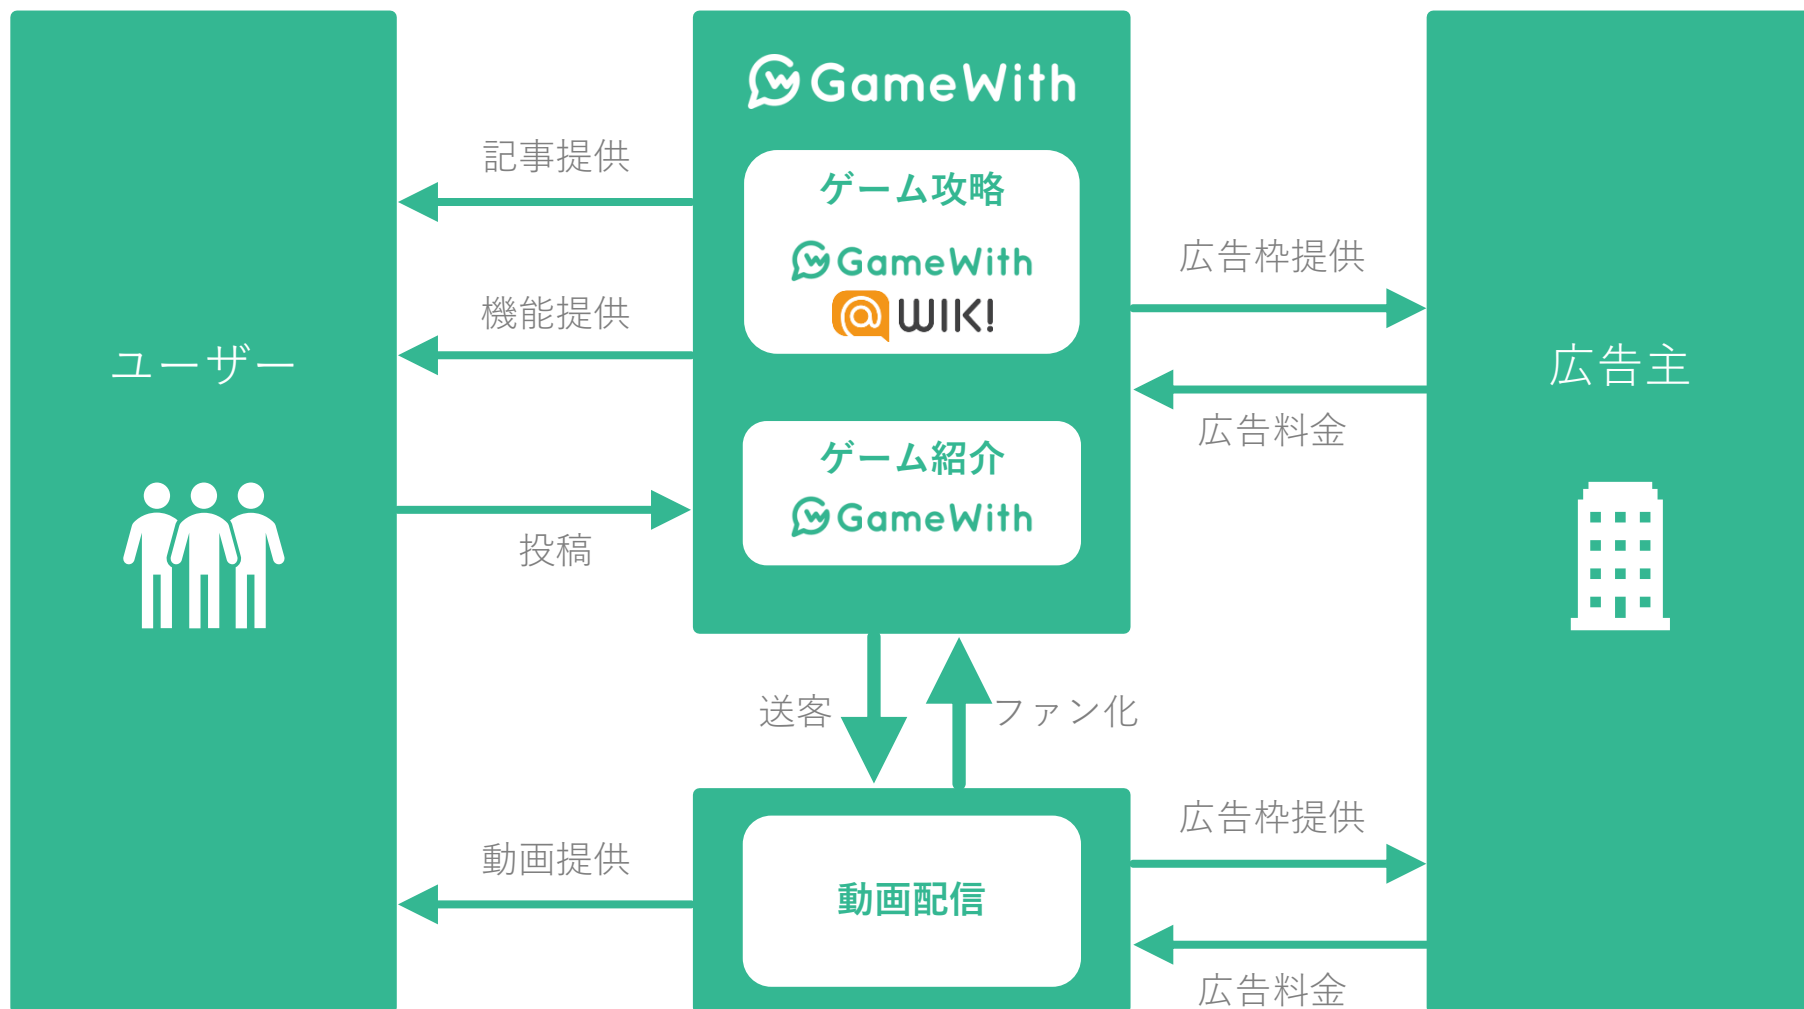 GameWith
記事提供
ゲーム攻略
GameWith
@WIKI
広告枠提供
機能提供
ユーザー
広告主
広告料金
ゲーム紹介
GameWith
投稿
送客
ファン化
広告枠提供
動画提供
動画配信
広告料金